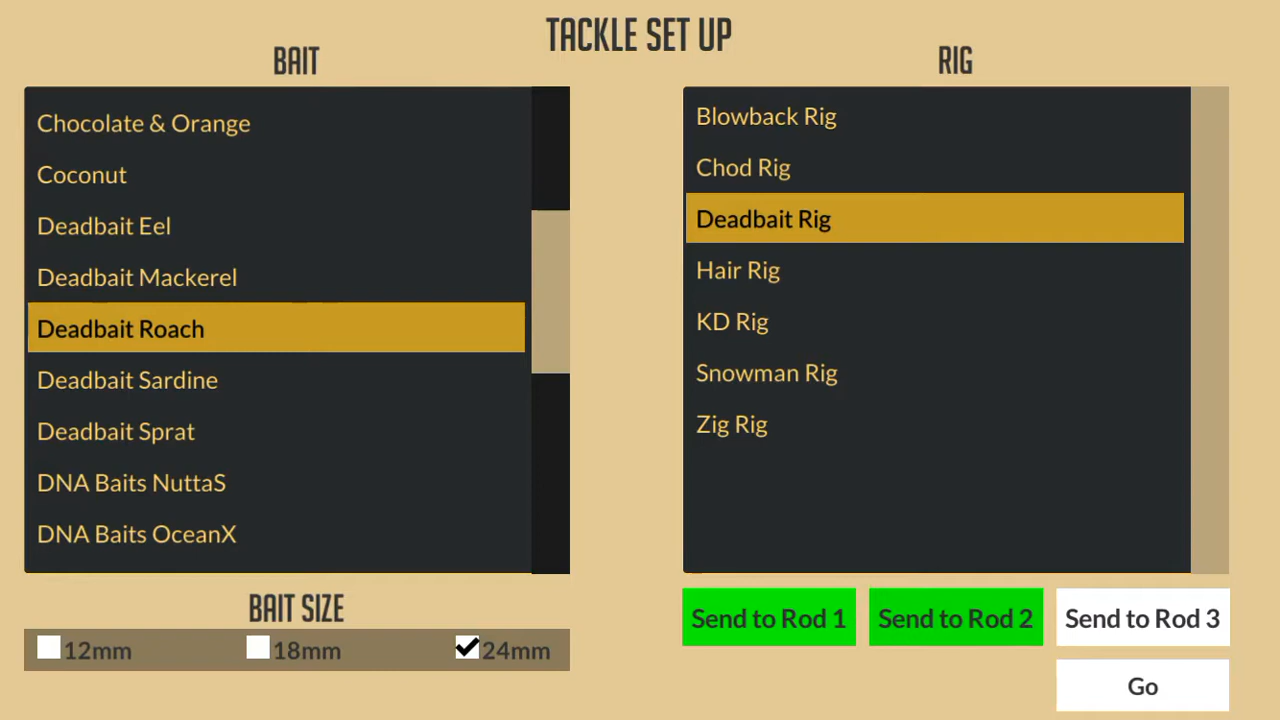 TACKLE SET UP
BAIT
Chocolate & Orange
Coconut
Deadbait Eel
Deadbait Mackerel
Deadbait Roach
Deadbait Sardine
Deadbait Sprat
DNA Baits NuttaS
DNA Baits OceanX
BAIT SIZE
12mm 18mm 24mm
RIG
Blowback Rig
Chod Rig
Deadbait Rig
Hair Rig
KD Rig
Snowman Rig
Zig Rig
Send to Rod 1 Send to Rod 2 Send to Rod 3
Go